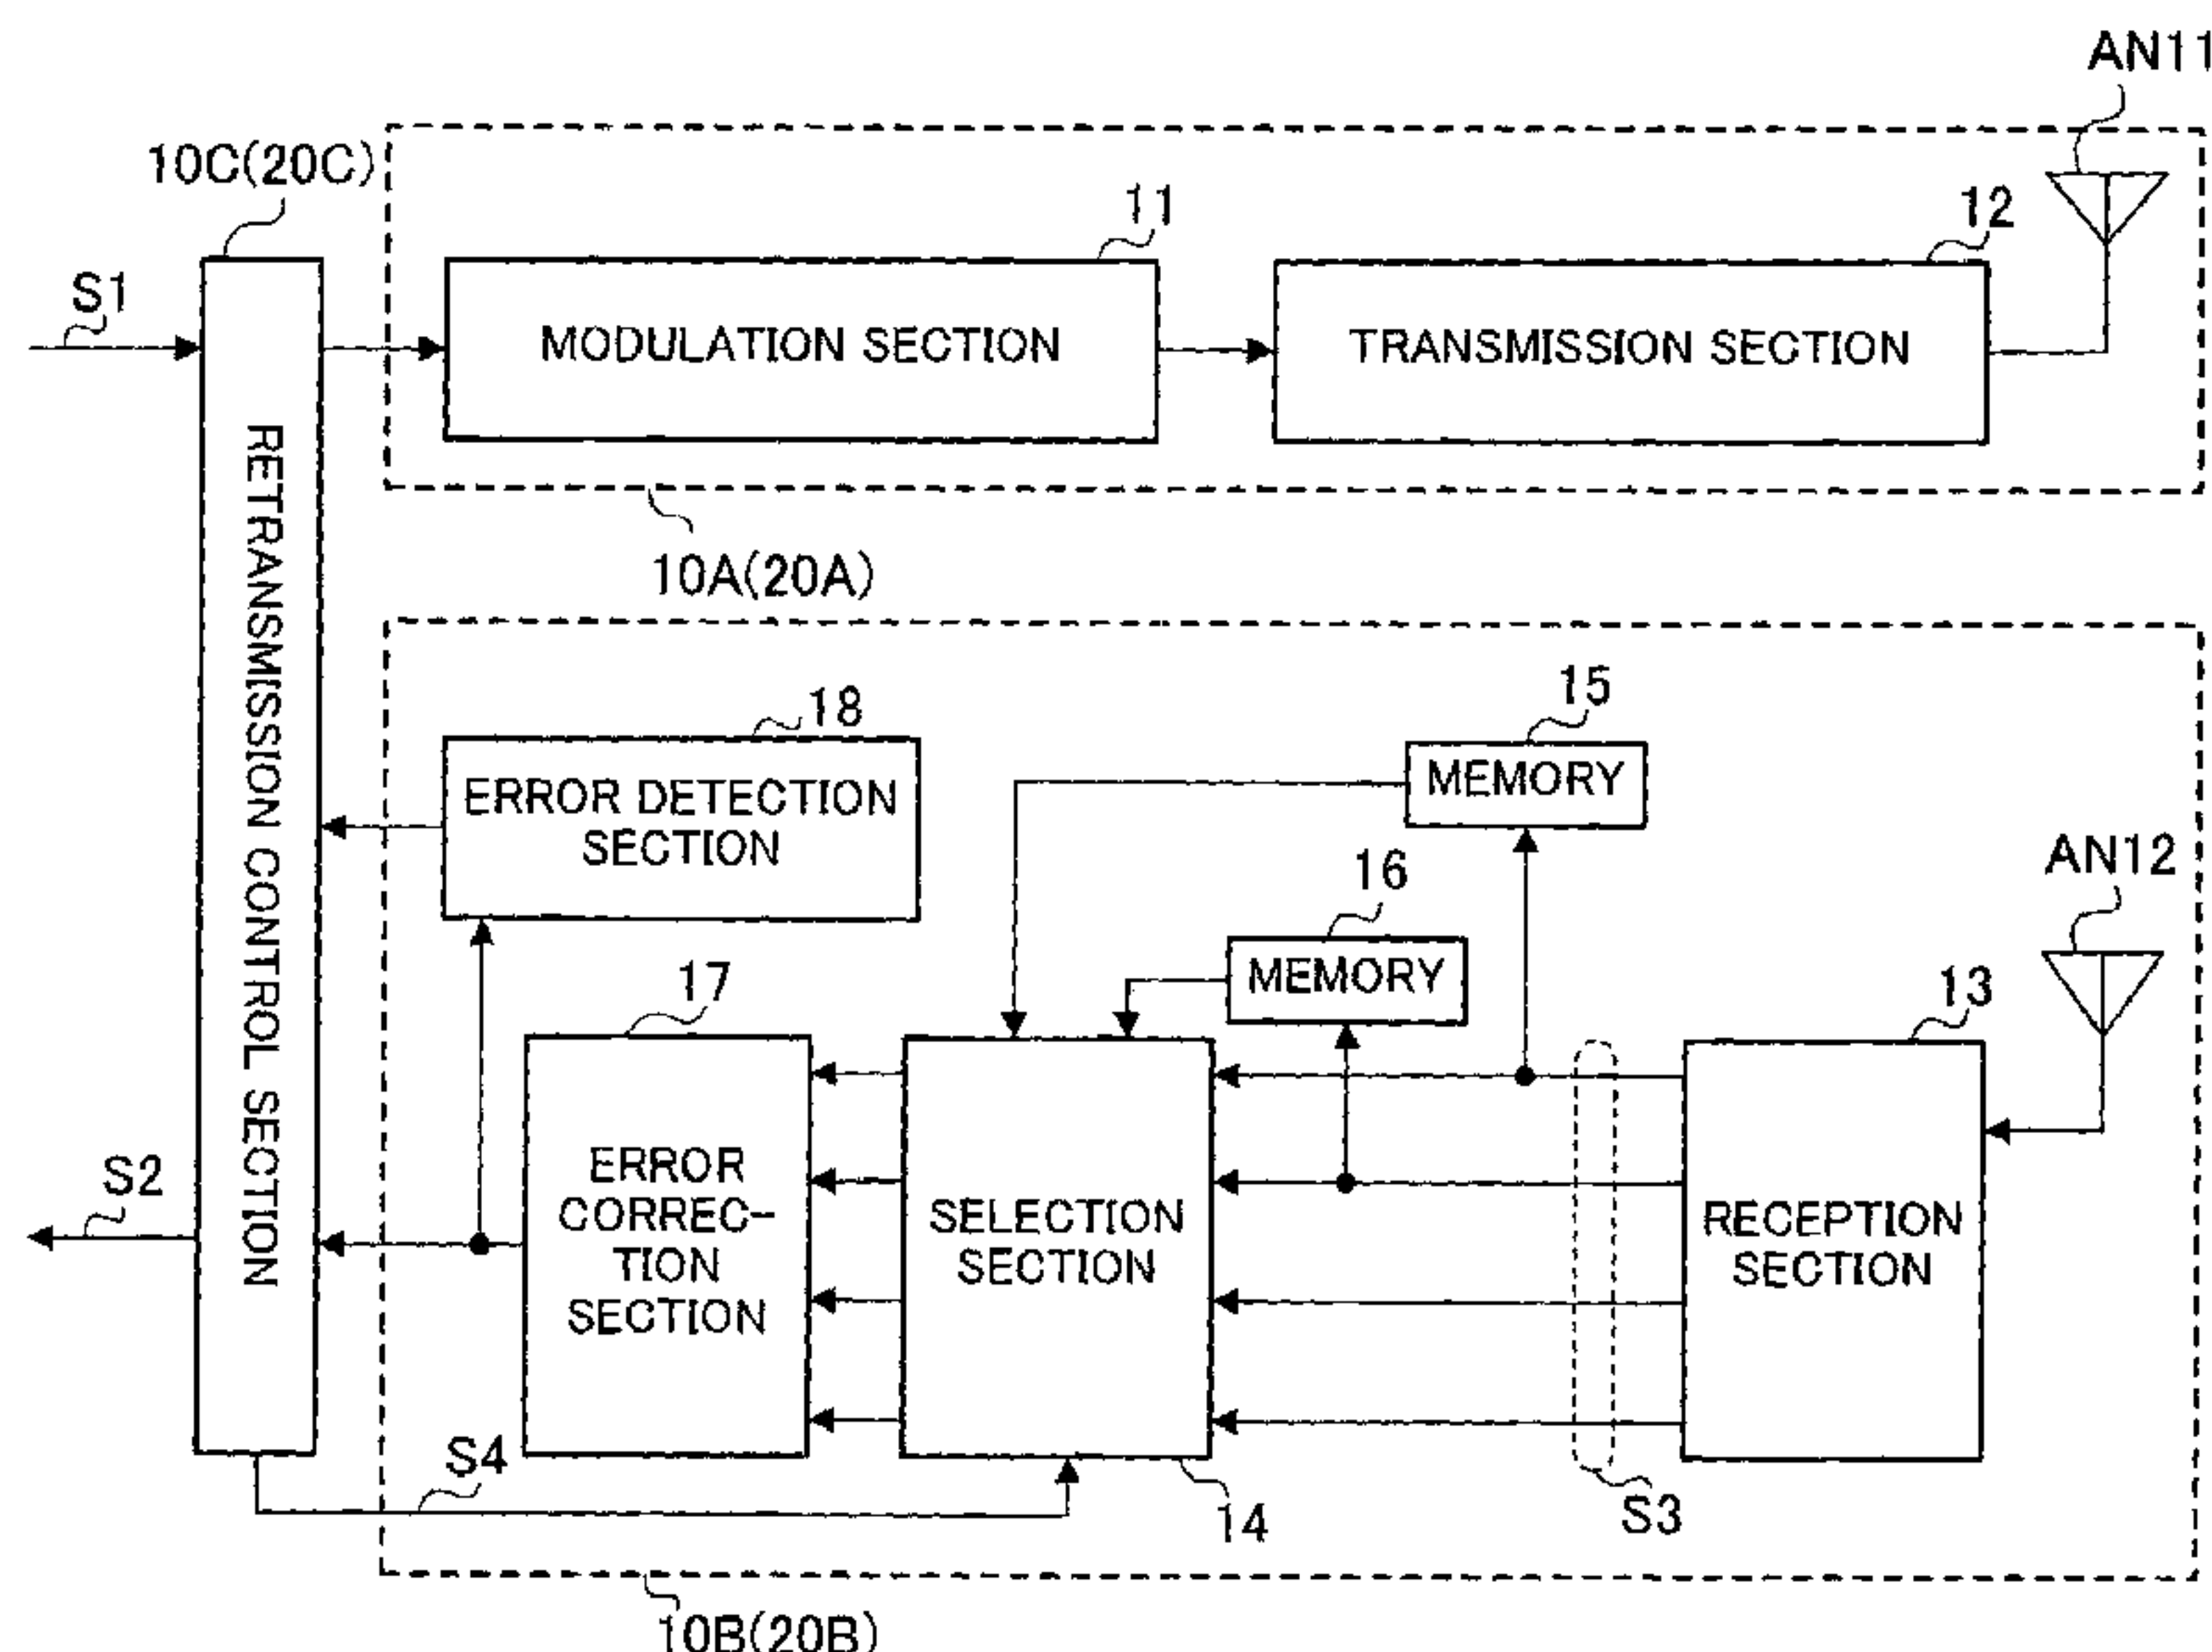 AN11
10C(20C)
11
12
S1
MODULATION SECTION
TRANSMISSION SECTION
RETRANSMISSION CONTROL SECTION
10A(20A)
18
15
ERROR DETECTION
SECTION
MEMORY
AN12
16
MEMORY
17
13
S2
ERROR
CORREC-
TION
SECTION
SELECTION
SECTION
RECEPTION
SECTION
S4
14
S3
10B(20B)